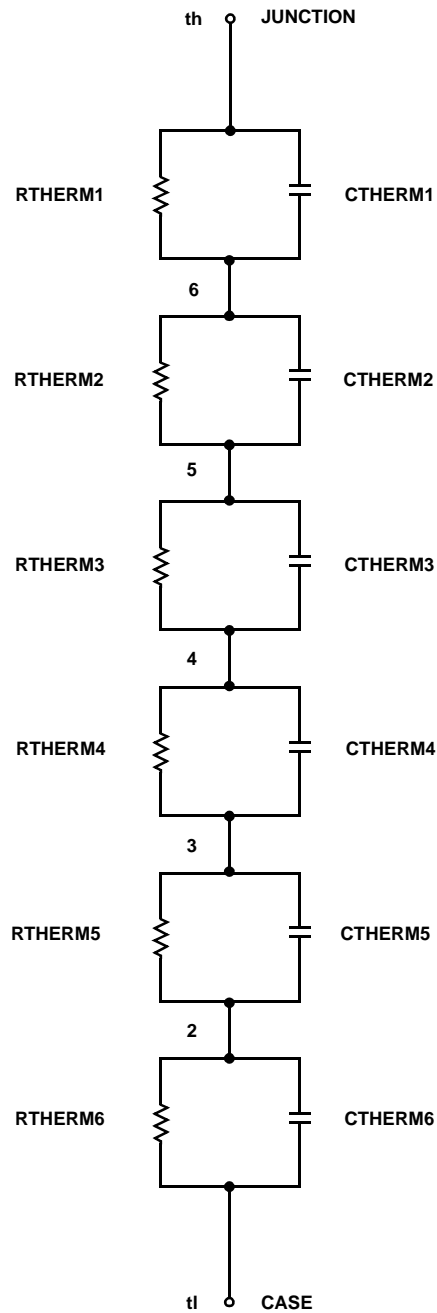 th JUNCTION
RTHERM1 CTHERM1
6
RTHERM2 CTHERM2
5
RTHERM3 CTHERM3
4
RTHERM4 CTHERM4
3
RTHERM5 CTHERM5
2
RTHERM6 CTHERM6
tl CASE